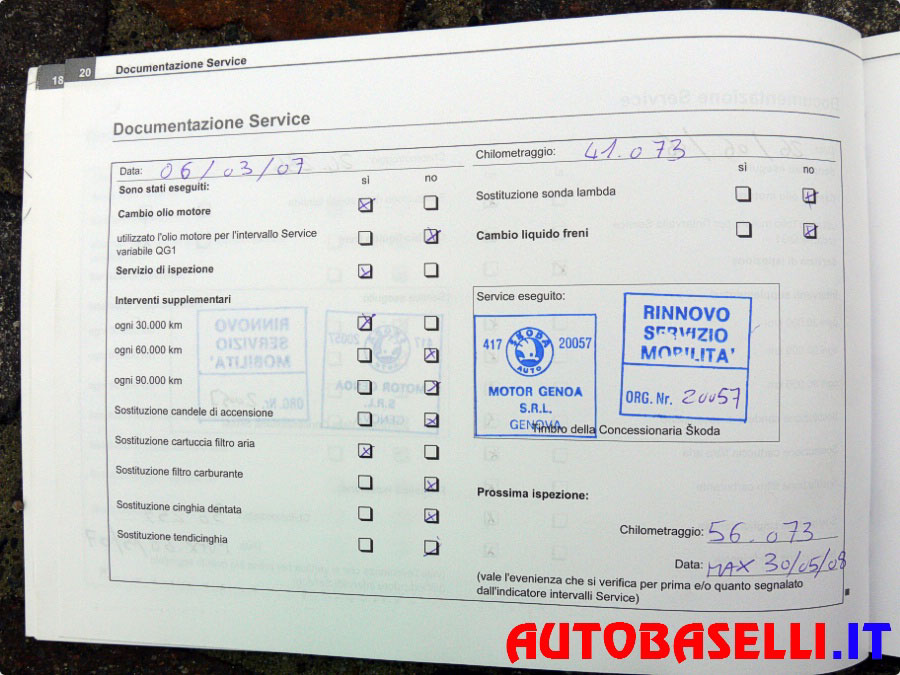 18 20 Documentazione Service
Documentazione Service
Data: 06/03/07
Sono stati eseguiti:
sì no
Cambio olio motore
utilizzato l'olio motore per l'intervallo Service
variabile QG1
Servizio di ispezione
Interventi supplementari
ogni 30.000 km
ogni 60.000 km
ogni 90.000 km
Sostituzione candele di accensione
Sostituzione cartuccia filtro aria
Sostituzione filtro carburante
Sostituzione cinghia dentata
Sostituzione tendicinghia
Chilometraggio: 41.073
sì no
Sostituzione sonda lambda
Cambio liquido freni
Service eseguito:
417 ŠKODA AUTO 20057
MOTOR GENOA
S.R.L.
GENOVA
RINNOVO
SERVIZIO
MOBILITA'
ORG. Nr. 20057
Timbro della Concessionaria Škoda
Prossima ispezione:
Chilometraggio: 56.073
Data: MAX 30/05/08
(vale l'evenienza che si verifica per prima e/o quanto segnalato
dall'indicatore intervalli Service)
AUTOBASELLI.IT